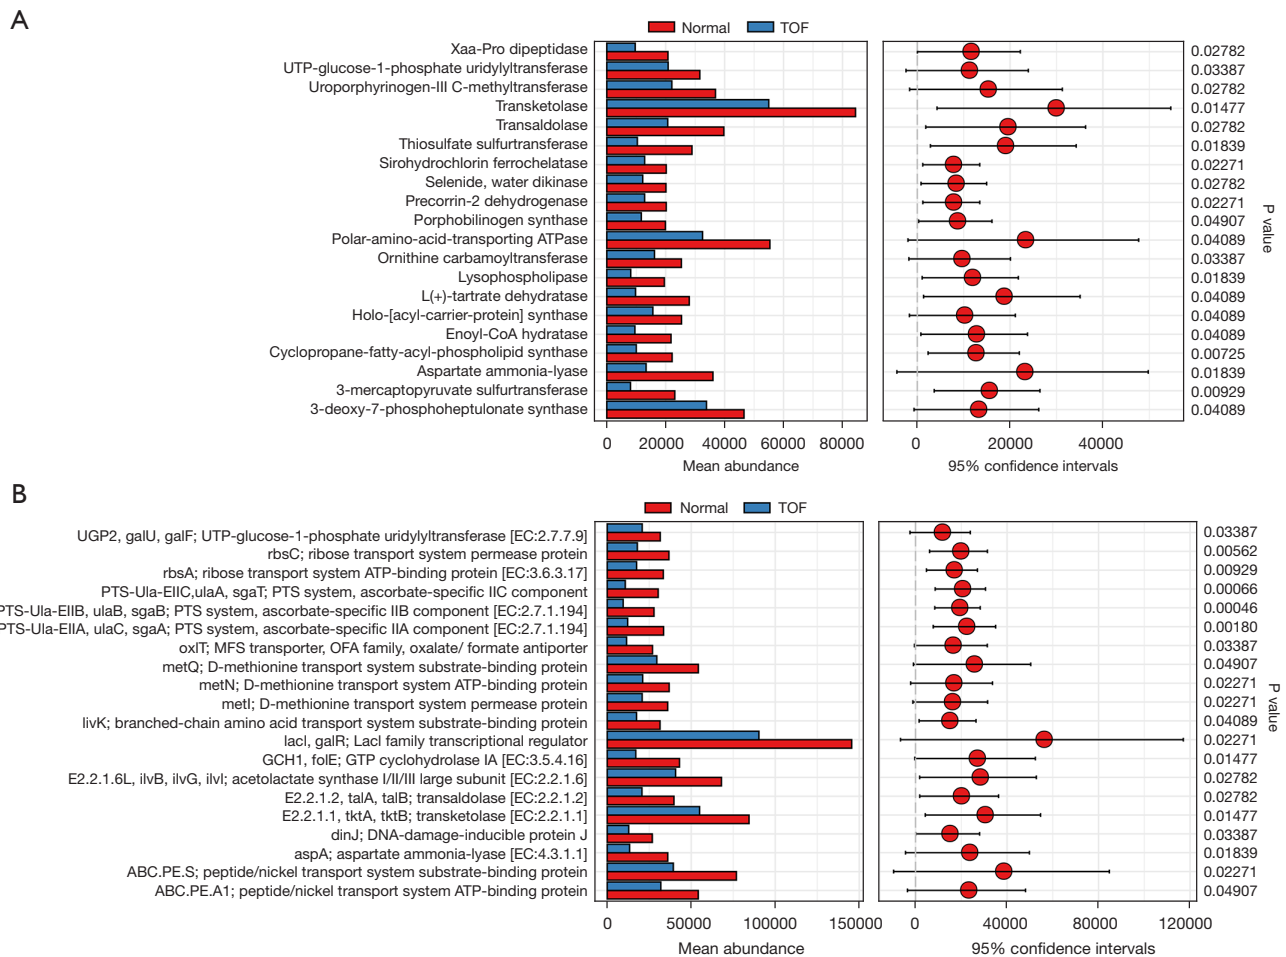 A
Normal TOF
Xaa-Pro dipeptidase 0.02782
UTP-glucose-1-phosphate uridylyltransferase 0.03387
Uroporphyrinogen-III C-methyltransferase 0.02782
Transketolase 0.01477
Transaldolase 0.02782
Thiosulfate sulfurtransferase 0.01839
Sirohydrochlorin ferrochelatase 0.02271
Selenide, water dikinase 0.02782
Precorrin-2 dehydrogenase 0.02271
Porphobilinogen synthase 0.04907
Polar-amino-acid-transporting ATPase 0.04089
Ornithine carbamoyltransferase 0.03387
Lysophospholipase 0.01839
L(+)-tartrate dehydratase 0.04089
Holo-[acyl-carrier-protein] synthase 0.04089
Enoyl-CoA hydratase 0.04089
Cyclopropane-fatty-acyl-phospholipid synthase 0.00725
Aspartate ammonia-lyase 0.01839
3-mercaptopyruvate sulfurtransferase 0.00929
3-deoxy-7-phosphoheptulonate synthase 0.04089
P value
0 20000 40000 60000 80000 0 20000 40000
Mean abundance 95% confidence intervals
B
Normal TOF
UGP2, galU, galF; UTP-glucose-1-phosphate uridylyltransferase [EC:2.7.7.9] 0.03387
rbsC; ribose transport system permease protein 0.00562
rbsA; ribose transport system ATP-binding protein [EC:3.6.3.17] 0.00929
PTS-Ula-EIIC,ulaA, sgaT; PTS system, ascorbate-specific IIC component 0.00066
PTS-Ula-EIIB, ulaB, sgaB; PTS system, ascorbate-specific IIB component [EC:2.7.1.194] 0.00046
PTS-Ula-EIIA, ulaC, sgaA; PTS system, ascorbate-specific IIA component [EC:2.7.1.194] 0.00180
oxlT; MFS transporter, OFA family, oxalate/ formate antiporter 0.03387
metQ; D-methionine transport system substrate-binding protein 0.04907
metN; D-methionine transport system ATP-binding protein 0.02271
metI; D-methionine transport system permease protein 0.02271
livK; branched-chain amino acid transport system substrate-binding protein 0.04089
lacI, galR; LacI family transcriptional regulator 0.02271
GCH1, folE; GTP cyclohydrolase IA [EC:3.5.4.16] 0.01477
E2.2.1.6L, ilvB, ilvG, ilvI; acetolactate synthase I/II/III large subunit [EC:2.2.1.6] 0.02782
E2.2.1.2, talA, talB; transaldolase [EC:2.2.1.2] 0.02782
E2.2.1.1, tktA, tktB; transketolase [EC:2.2.1.1] 0.01477
dinJ; DNA-damage-inducible protein J 0.03387
aspA; aspartate ammonia-lyase [EC:4.3.1.1] 0.01839
ABC.PE.S; peptide/nickel transport system substrate-binding protein 0.02271
ABC.PE.A1; peptide/nickel transport system ATP-binding protein 0.04907
P value
0 50000 100000 150000 0 40000 80000 120000
Mean abundance 95% confidence intervals